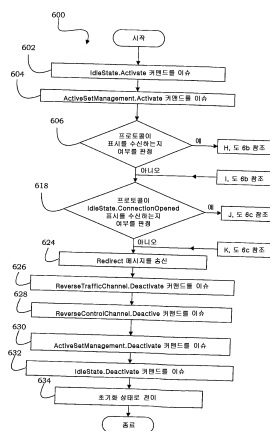 600
시작
602
IdleState.Activate 커맨드를 이슈
604
ActiveSetManagement.Activate 커맨드를 이슈
606
프로토콜이
표시를 수신하는지
여부를 판정
예
H, 도 6b 참조
아니오
I, 도 6b 참조
618
프로토콜이
IdleState.ConnectionOpened
표시를 수신하는지
여부를 판정
예
J, 도 6c 참조
아니오
K, 도 6c 참조
624
Redirect 메시지를 송신
626
ReverseTrafficChannel.Deactivate 커맨드를 이슈
628
ReverseControlChannel.Deactive 커맨드를 이슈
630
ActiveSetManagement.Deactivate 커맨드를 이슈
632
IdleState.Deactivate 커맨드를 이슈
634
초기화 상태로 전이
종료